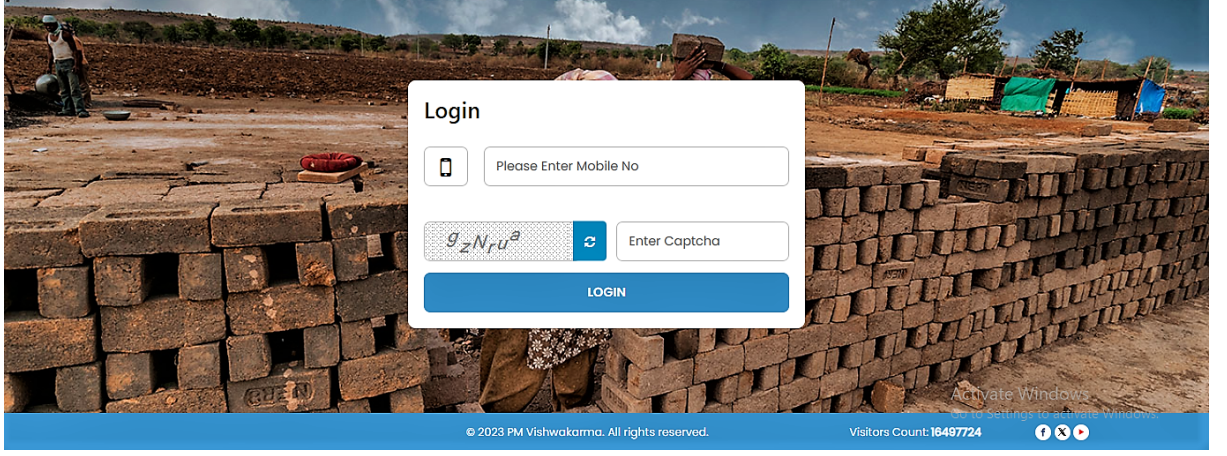 Login
Please Enter Mobile No
gzNrua
Enter Captcha
LOGIN
Activate Windows
Go to Settings to activate Windows.
© 2023 PM Vishwakarma. All rights reserved.
Visitors Count: 16497724